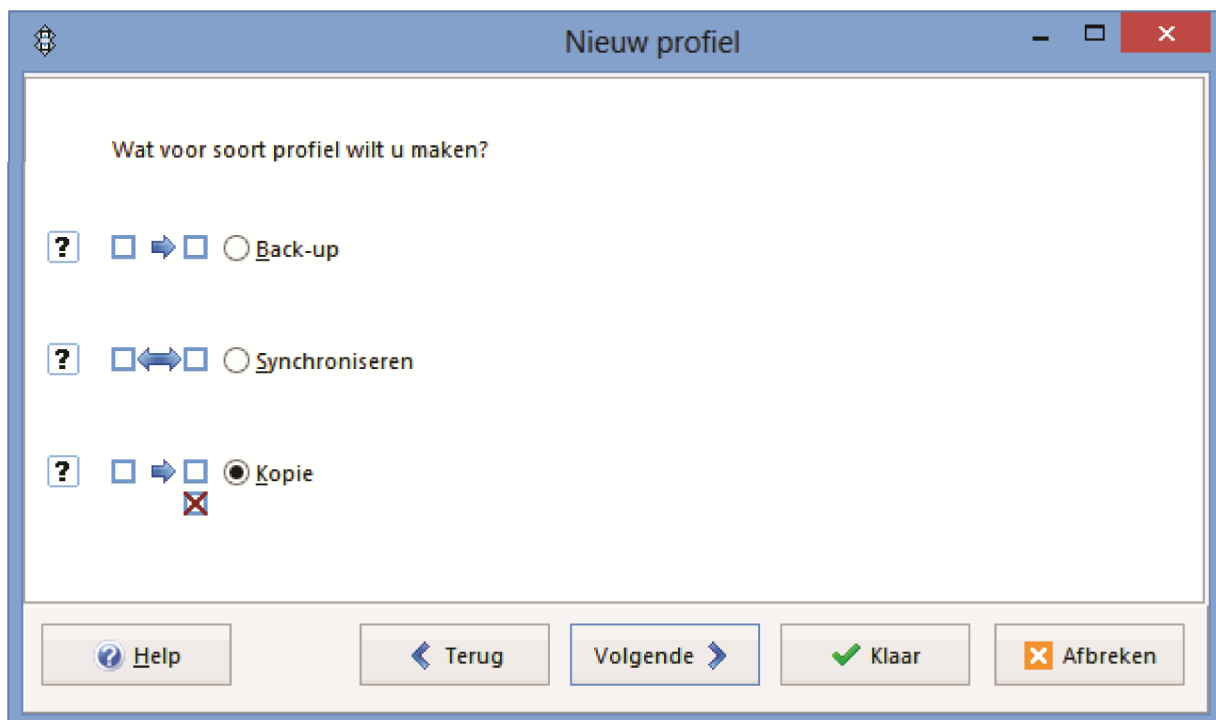 Nieuw profiel
Wat voor soort profiel wilt u maken?
? Back-up
? Synchroniseren
? Kopie
? Help Terug Volgende Klaar Afbreken